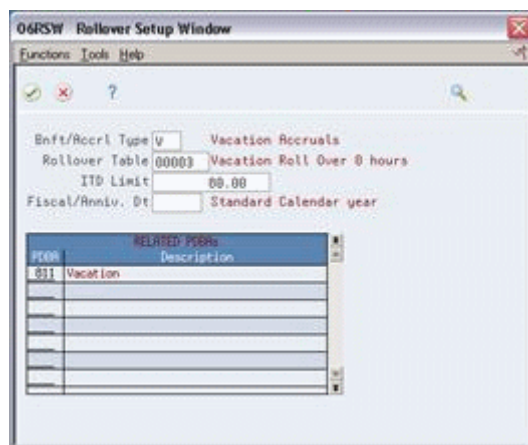 06RSW Rollover Setup Window
Functions Tools Help
?
Bnft/Accrl Type V Vacation Accruals
Rollover Table 00003 Vacation Roll Over 0 hours
ITD Limit 80.00
Fiscal/Anniv. Dt Standard Calendar year
RELATED PDBAs
PDBA Description
811 Vacation